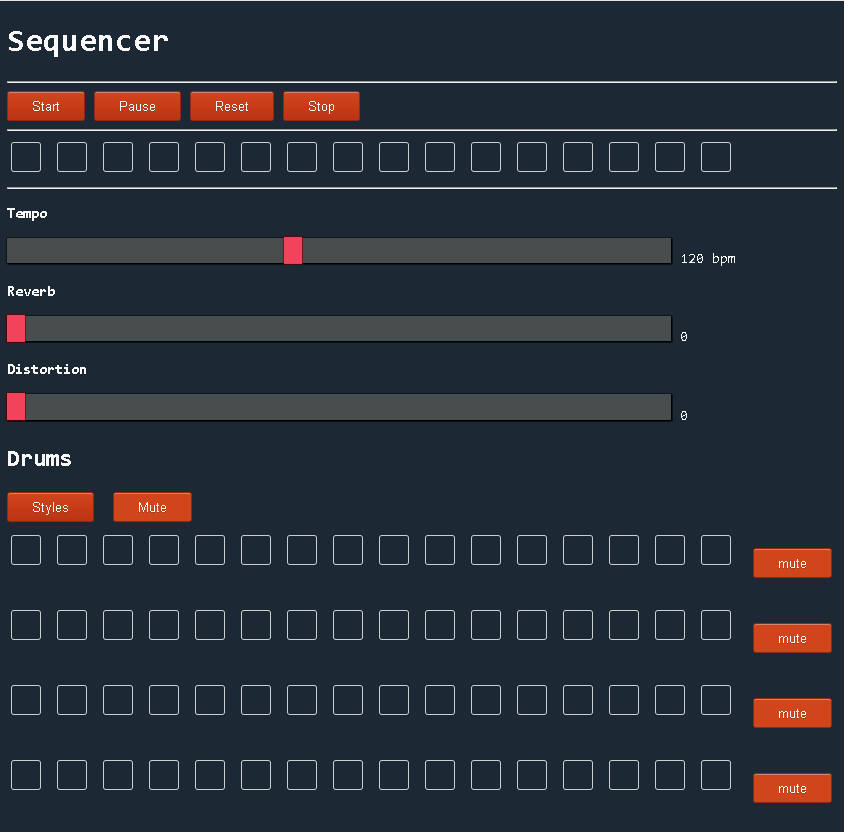 Sequencer
Start Pause Reset Stop
Tempo
120 bpm
Reverb
0
Distortion
0
Drums
Styles Mute
mute
mute
mute
mute